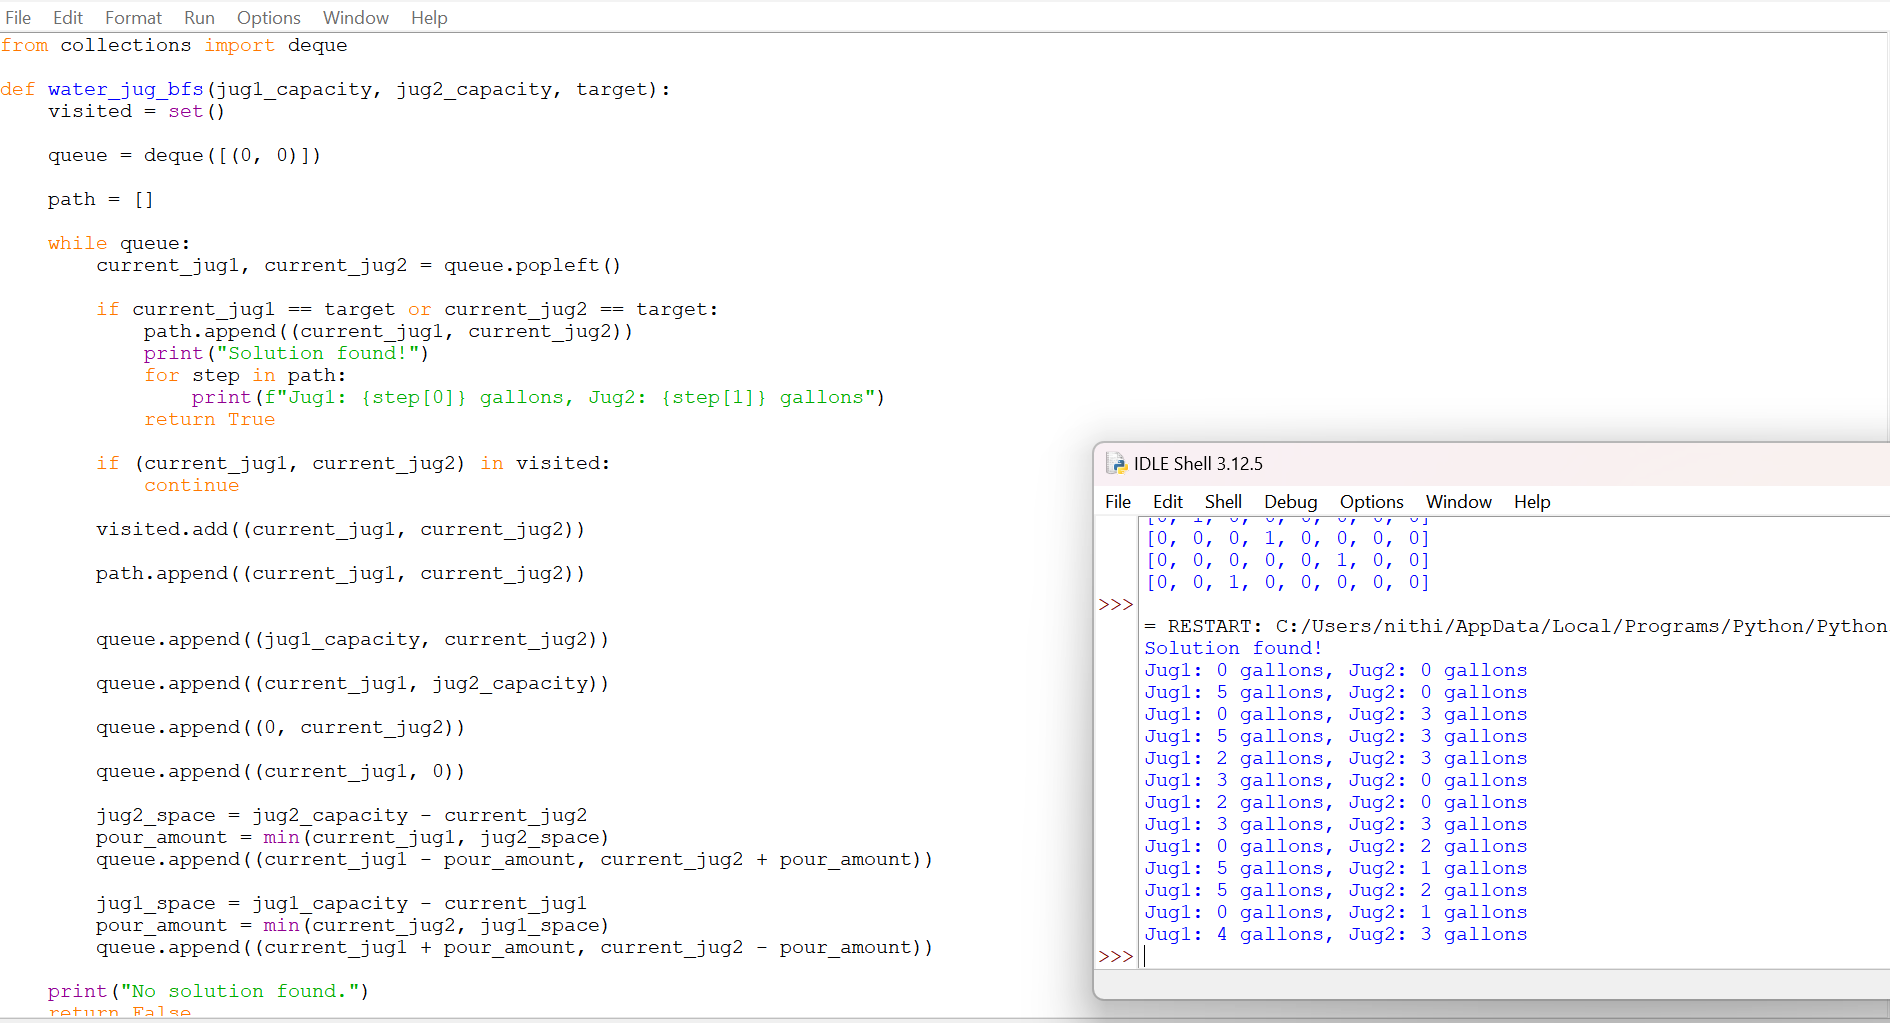 File Edit Format Run Options Window Help
from collections import deque
def water_jug_bfs(jug1_capacity, jug2_capacity, target):
    visited = set()
    queue = deque([(0, 0)])
    path = []
    while queue:
        current_jug1, current_jug2 = queue.popleft()
        if current_jug1 == target or current_jug2 == target:
            path.append((current_jug1, current_jug2))
            print("Solution found!")
            for step in path:
                print(f"Jug1: {step[0]} gallons, Jug2: {step[1]} gallons")
            return True
        if (current_jug1, current_jug2) in visited:
            continue
        visited.add((current_jug1, current_jug2))
        path.append((current_jug1, current_jug2))
        queue.append((jug1_capacity, current_jug2))
        queue.append((current_jug1, jug2_capacity))
        queue.append((0, current_jug2))
        queue.append((current_jug1, 0))
        jug2_space = jug2_capacity - current_jug2
        pour_amount = min(current_jug1, jug2_space)
        queue.append((current_jug1 - pour_amount, current_jug2 + pour_amount))
        jug1_space = jug1_capacity - current_jug1
        pour_amount = min(current_jug2, jug1_space)
        queue.append((current_jug1 + pour_amount, current_jug2 - pour_amount))
    print("No solution found.")
    return False
IDLE Shell 3.12.5
File Edit Shell Debug Options Window Help
[0, 1, 0, 0, 0, 0, 0, 0]
[0, 0, 0, 1, 0, 0, 0, 0]
[0, 0, 0, 0, 0, 1, 0, 0]
[0, 0, 1, 0, 0, 0, 0, 0]
>>>
= RESTART: C:/Users/nithi/AppData/Local/Programs/Python/Python
Solution found!
Jug1: 0 gallons, Jug2: 0 gallons
Jug1: 5 gallons, Jug2: 0 gallons
Jug1: 0 gallons, Jug2: 3 gallons
Jug1: 5 gallons, Jug2: 3 gallons
Jug1: 2 gallons, Jug2: 3 gallons
Jug1: 3 gallons, Jug2: 0 gallons
Jug1: 2 gallons, Jug2: 0 gallons
Jug1: 3 gallons, Jug2: 3 gallons
Jug1: 0 gallons, Jug2: 2 gallons
Jug1: 5 gallons, Jug2: 1 gallons
Jug1: 5 gallons, Jug2: 2 gallons
Jug1: 0 gallons, Jug2: 1 gallons
Jug1: 4 gallons, Jug2: 3 gallons
>>>